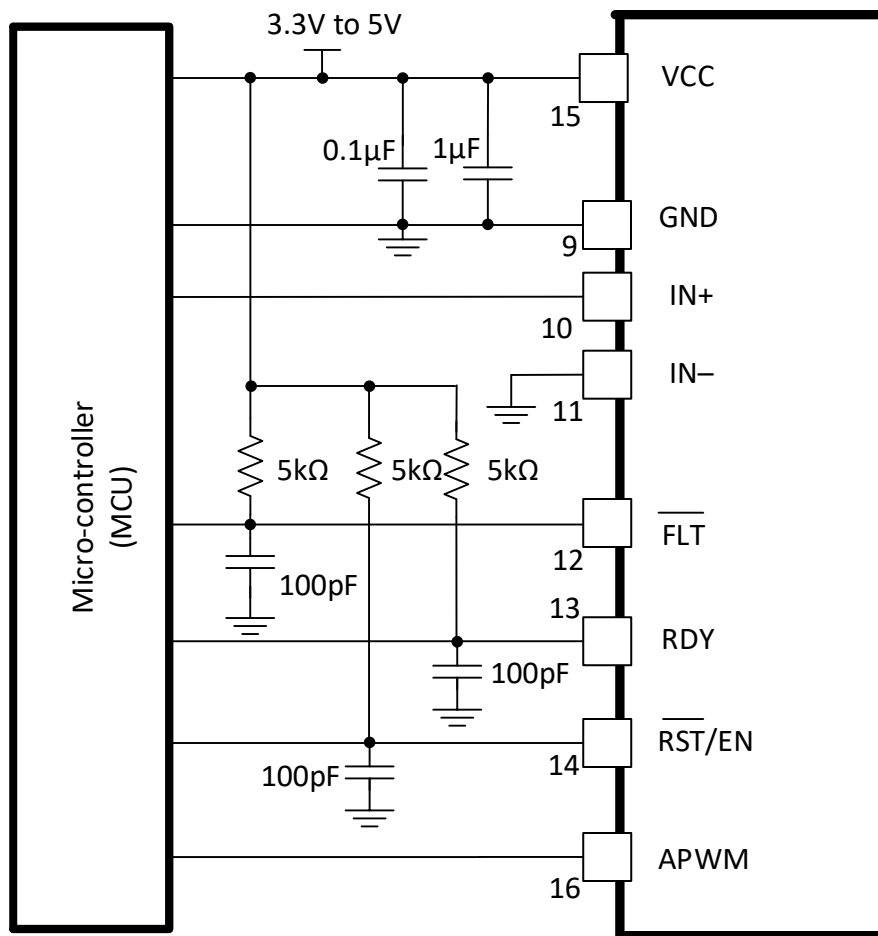 3.3V to 5V
VCC
15
0.1µF
1µF
GND
9
IN+
10
IN–
11
Micro-controller
(MCU)
5kΩ
5kΩ
5kΩ
FLT
12
100pF
13
RDY
100pF
RST/EN
14
100pF
APWM
16